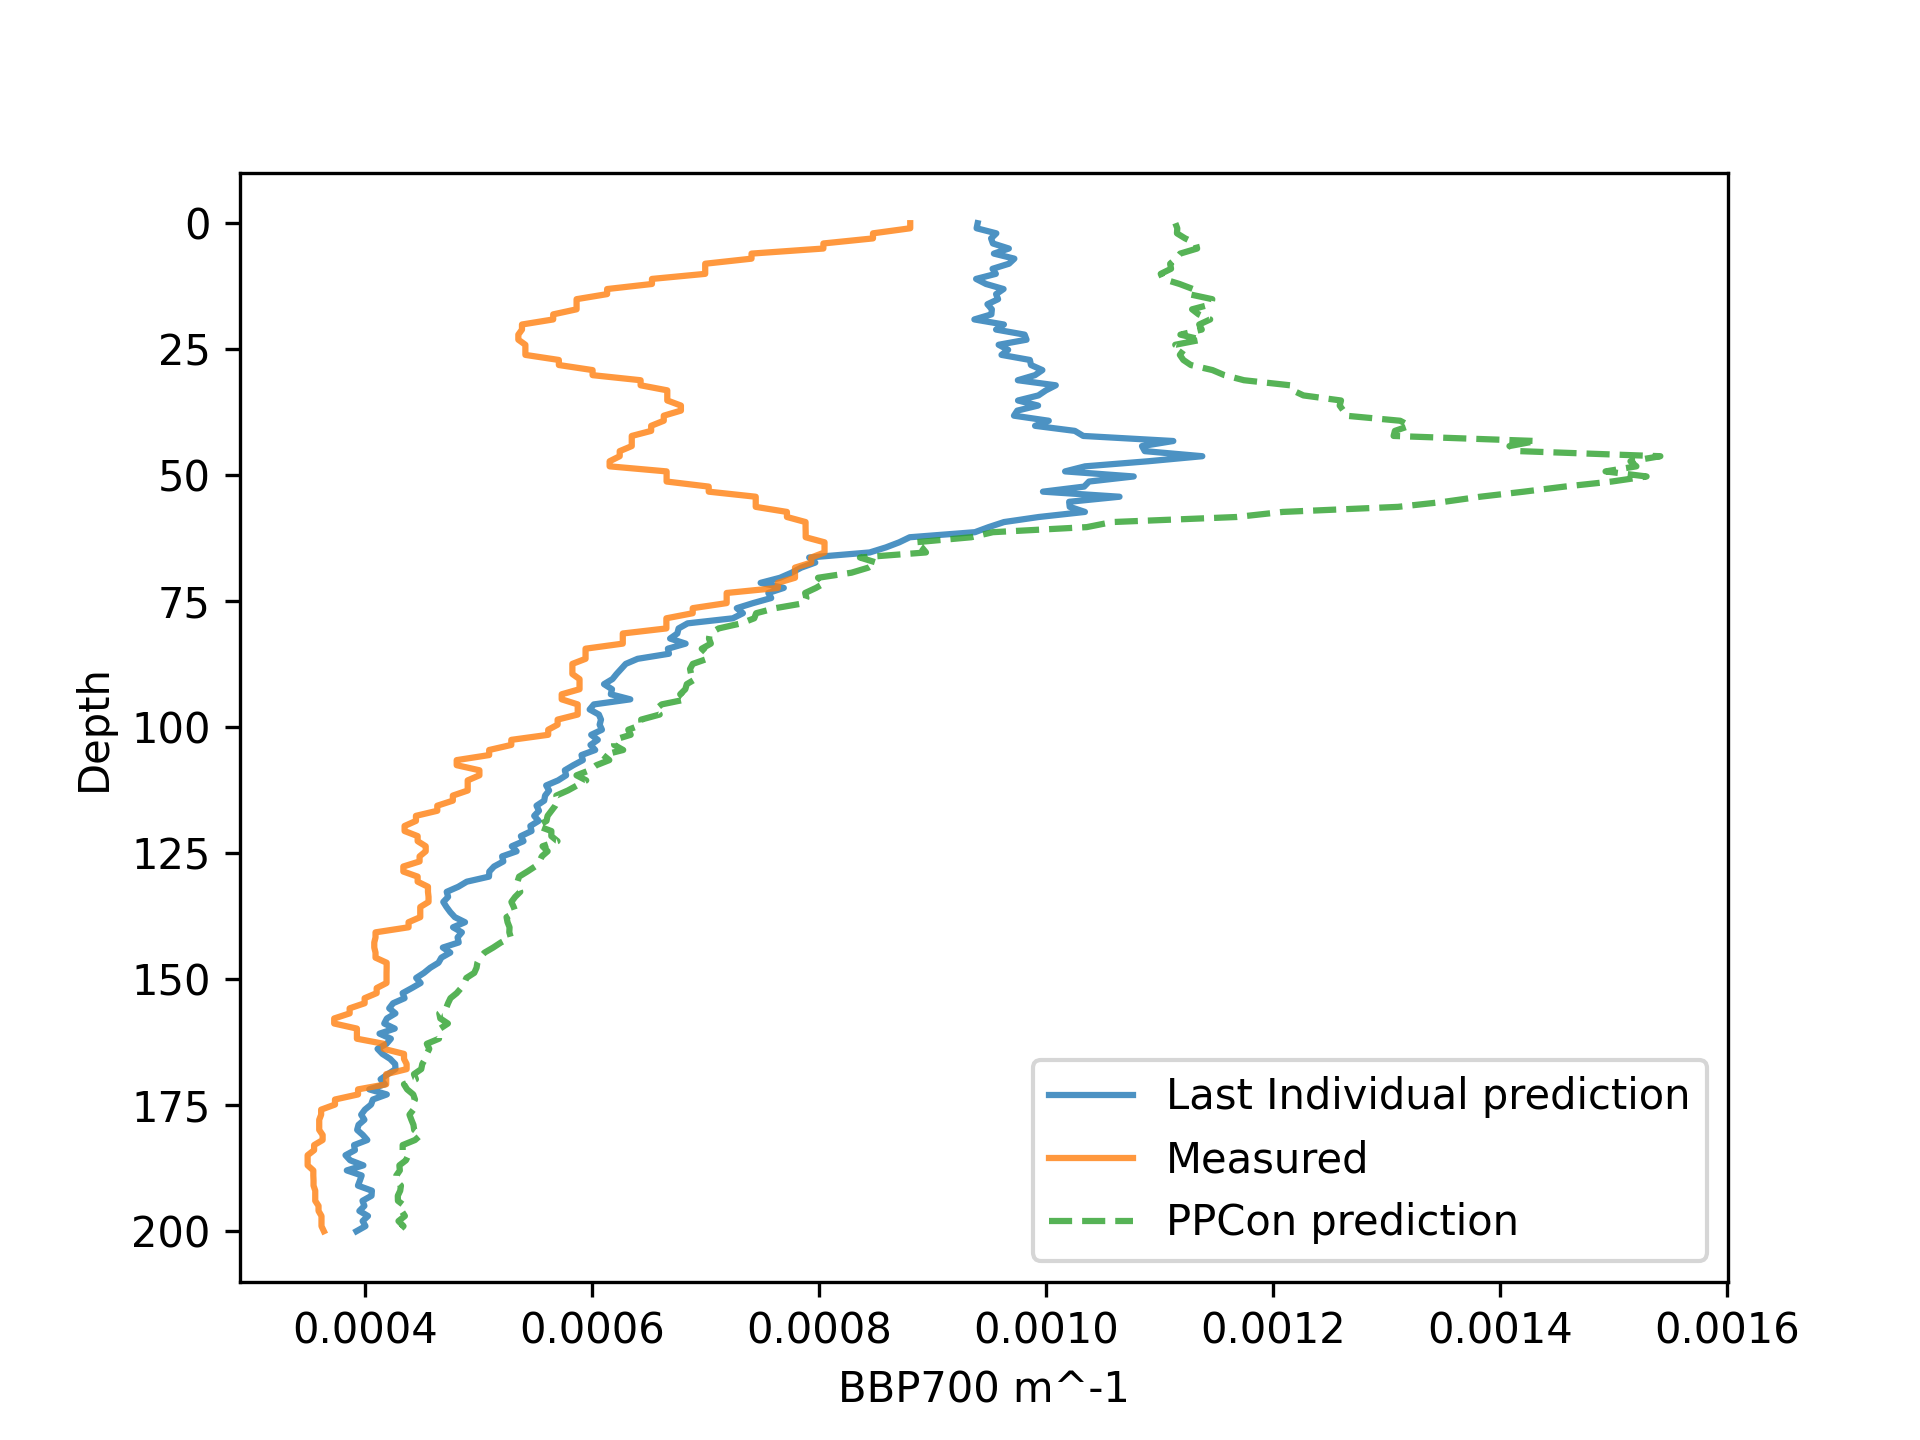 0
25
50
75
100
125
150
175
200
Depth
0.0004 0.0006 0.0008 0.0010 0.0012 0.0014 0.0016
BBP700 m^-1
Last Individual prediction
Measured
PPCon prediction